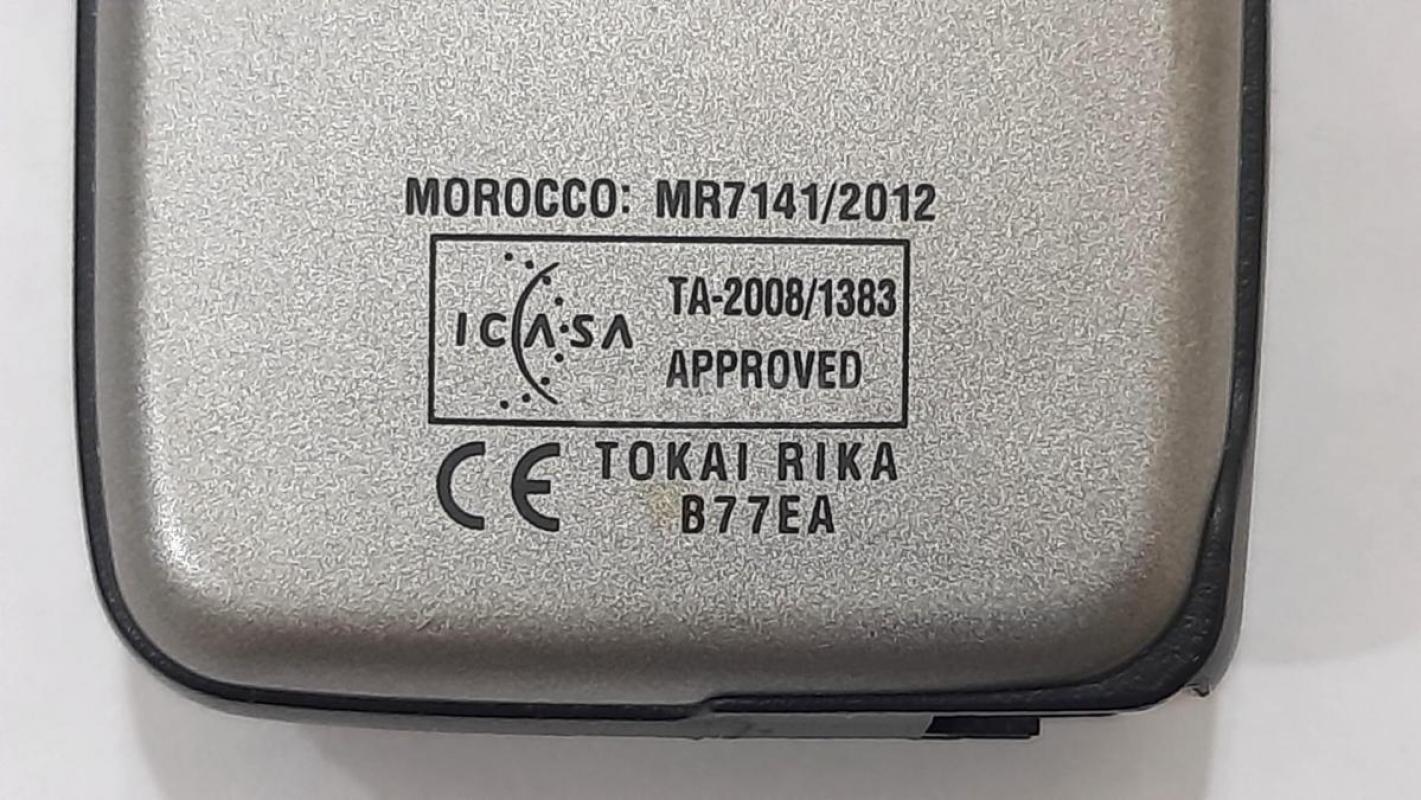 MOROCCO: MR7141/2012
ICASA
TA-2008/1383
APPROVED
CE TOKAI RIKA
B77EA